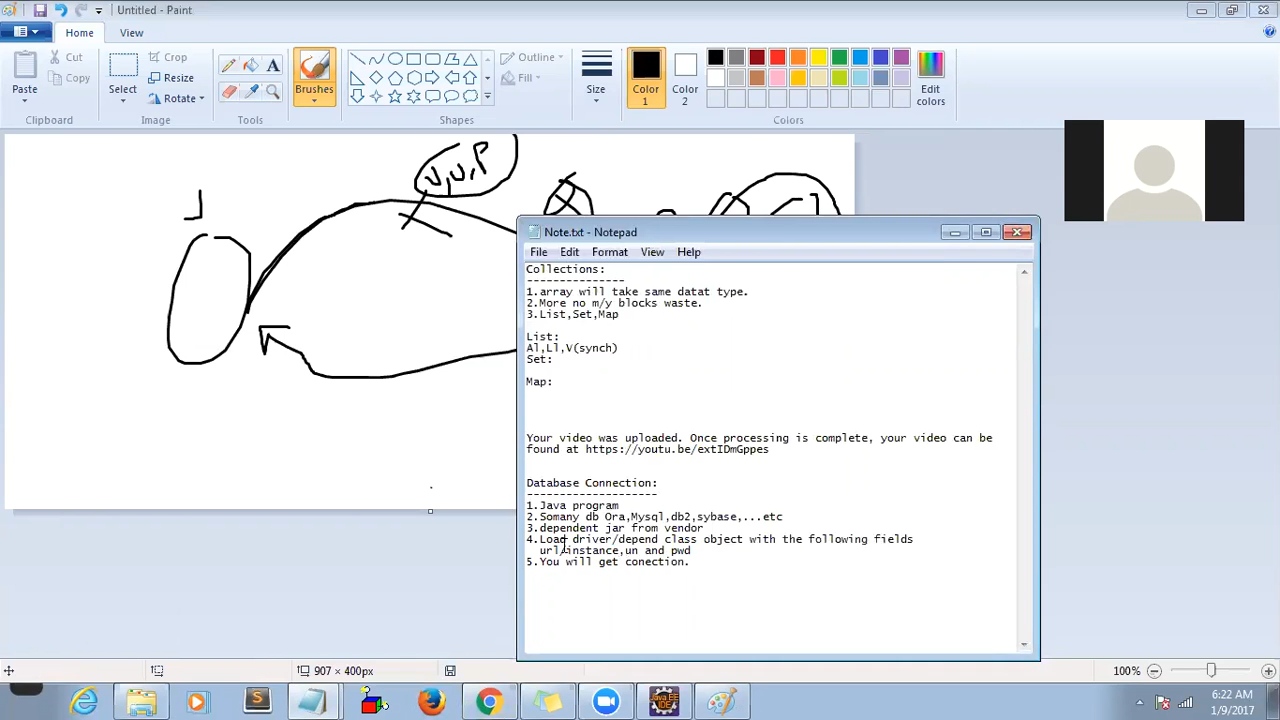 Untitled - Paint
Home
View
Paste
Cut
Copy
Clipboard
Select
Crop
Resize
Rotate
Image
Tools
Brushes
Outline
Fill
Shapes
Size
Color 1
Color 2
Edit colors
Colors
J
U,U,P
Note.txt - Notepad
File Edit Format View Help
Collections:
---------------
1.array will take same datat type.
2.More no m/y blocks waste.
3.List,Set,Map
List:
Al,Ll,V(synch)
Set:
Map:
Your video was uploaded. Once processing is complete, your video can be
found at https://youtu.be/extIDmGppes
Database Connection:
--------------------
1.Java program
2.Somany db Ora,Mysql,db2,sybase,...etc
3.dependent jar from vendor
4.Load driver/depend class object with the following fields
url/instance,un and pwd
5.You will get conection.
907 × 400px
100%
Java EE
IDE
6:22 AM
1/9/2017